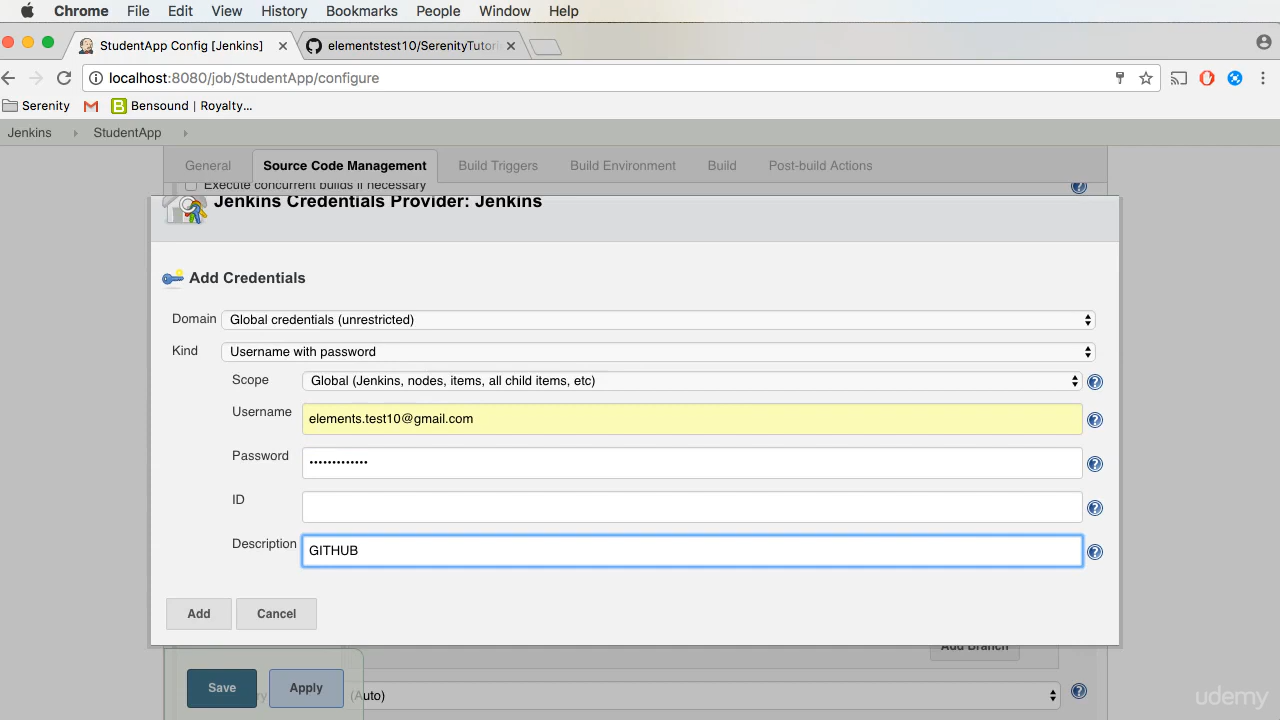 Chrome File Edit View History Bookmarks People Window Help
StudentApp Config [Jenkins] elementstest10/SerenityTutori
localhost:8080/job/StudentApp/configure
Serenity Bensound | Royalty...
Jenkins StudentApp
General Source Code Management Build Triggers Build Environment Build Post-build Actions
Execute concurrent builds if necessary
Jenkins Credentials Provider: Jenkins
Add Credentials
Domain Global credentials (unrestricted)
Kind Username with password
Scope Global (Jenkins, nodes, items, all child items, etc)
Username elements.test10@gmail.com
Password •••••••••••••
ID
Description GITHUB
Add Cancel
Add Branch
Save Apply (Auto)
udemy